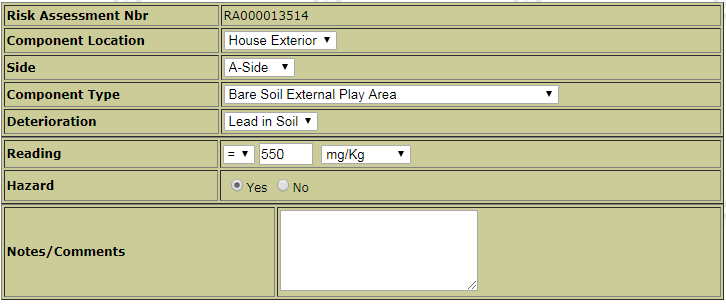 Risk Assessment Nbr RA000013514
Component Location House Exterior
Side A-Side
Component Type Bare Soil External Play Area
Deterioration Lead in Soil
Reading = 550 mg/Kg
Hazard Yes No
Notes/Comments